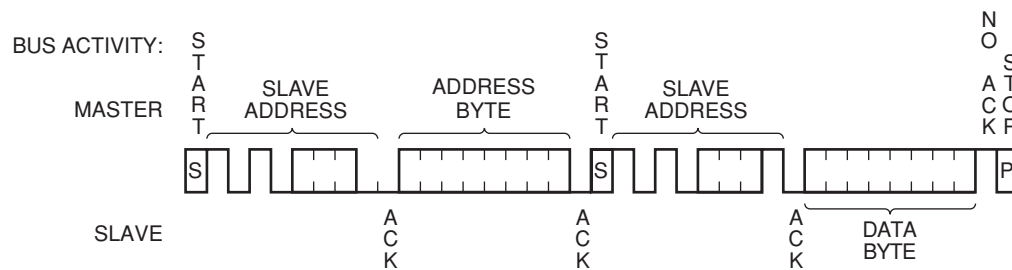 BUS ACTIVITY:
MASTER
START
SLAVE
ADDRESS
ADDRESS
BYTE
START
SLAVE
ADDRESS
NO ACK
STOP
S
S
P
SLAVE
ACK
ACK
ACK
DATA
BYTE